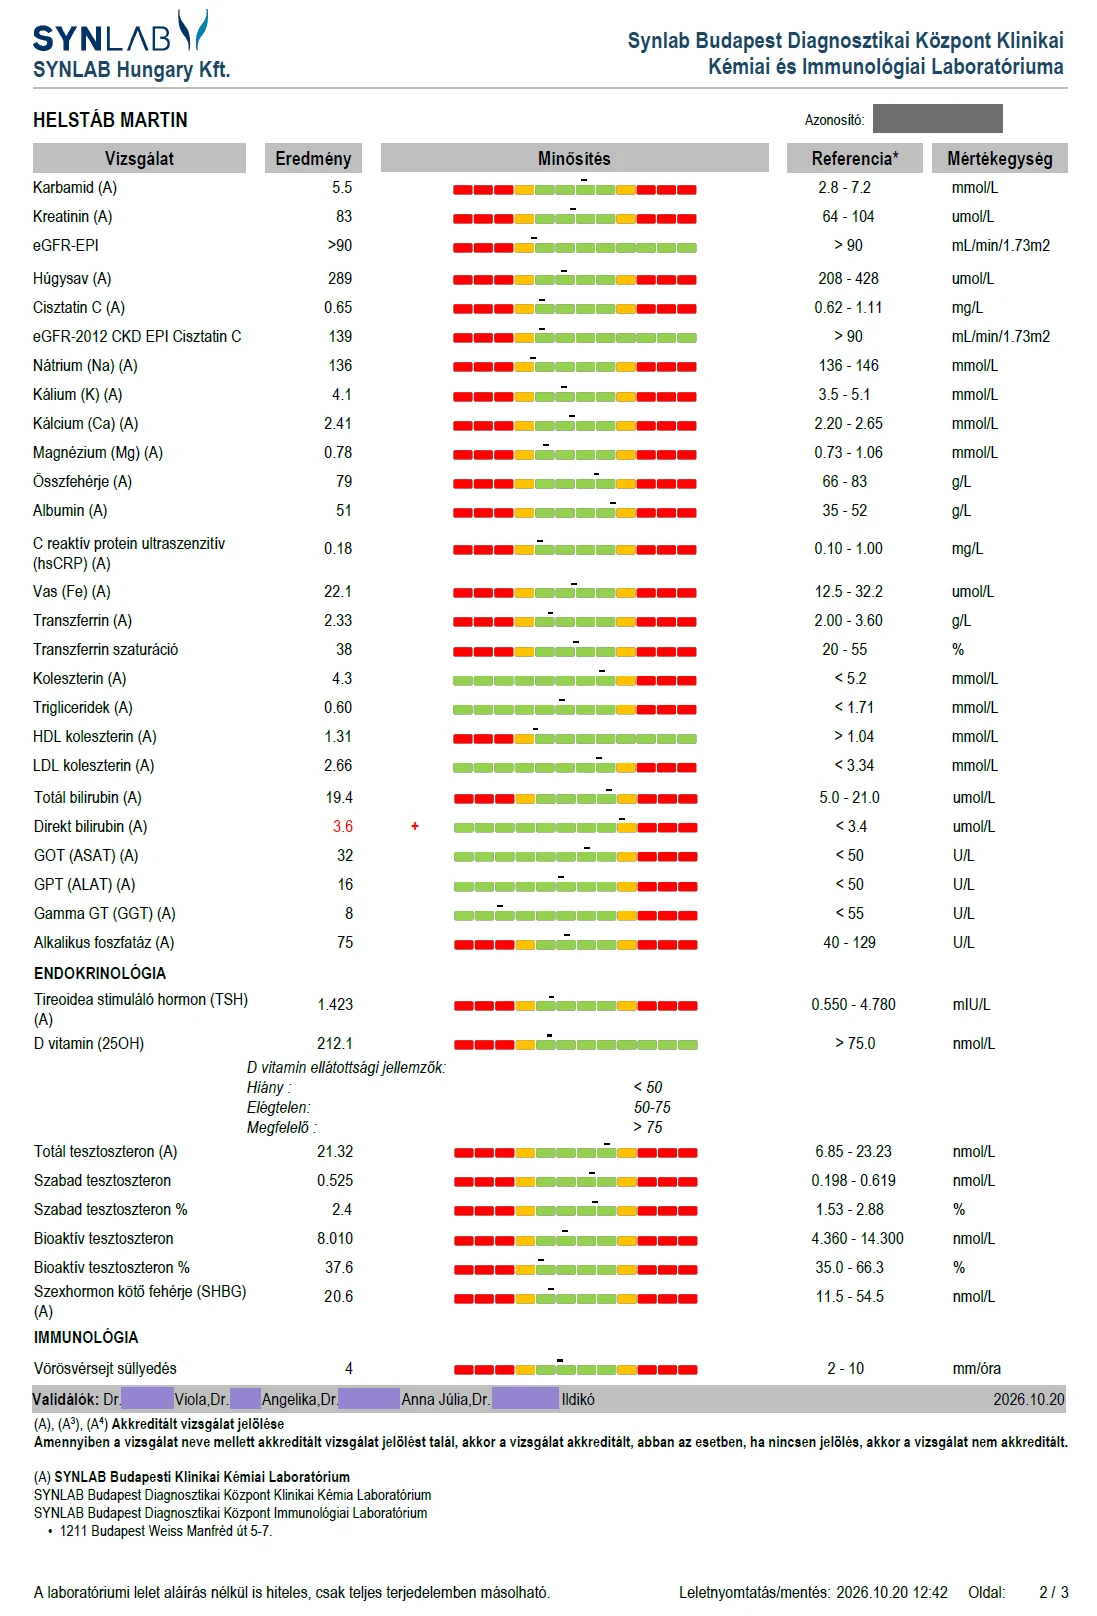 SYNLAB
SYNLAB Hungary Kft.
Synlab Budapest Diagnosztikai Központ Klinikai
Kémiai és Immunológiai Laboratóriuma
HELSTÁB MARTIN
Azonosító:
Vizsgálat Eredmény Minősítés Referencia* Mértékegység
Karbamid (A) 5.5 2.8 - 7.2 mmol/L
Kreatinin (A) 83 64 - 104 umol/L
eGFR-EPI >90 > 90 mL/min/1.73m2
Húgysav (A) 289 208 - 428 umol/L
Cisztatin C (A) 0.65 0.62 - 1.11 mg/L
eGFR-2012 CKD EPI Cisztatin C 139 > 90 mL/min/1.73m2
Nátrium (Na) (A) 136 136 - 146 mmol/L
Kálium (K) (A) 4.1 3.5 - 5.1 mmol/L
Kálcium (Ca) (A) 2.41 2.20 - 2.65 mmol/L
Magnézium (Mg) (A) 0.78 0.73 - 1.06 mmol/L
Összfehérje (A) 79 66 - 83 g/L
Albumin (A) 51 35 - 52 g/L
C reaktív protein ultraszenzitív
(hsCRP) (A) 0.18 0.10 - 1.00 mg/L
Vas (Fe) (A) 22.1 12.5 - 32.2 umol/L
Transzferrin (A) 2.33 2.00 - 3.60 g/L
Transzferrin szaturáció 38 20 - 55 %
Koleszterin (A) 4.3 < 5.2 mmol/L
Trigliceridek (A) 0.60 < 1.71 mmol/L
HDL koleszterin (A) 1.31 > 1.04 mmol/L
LDL koleszterin (A) 2.66 < 3.34 mmol/L
Totál bilirubin (A) 19.4 5.0 - 21.0 umol/L
Direkt bilirubin (A) 3.6 + < 3.4 umol/L
GOT (ASAT) (A) 32 < 50 U/L
GPT (ALAT) (A) 16 < 50 U/L
Gamma GT (GGT) (A) 8 < 55 U/L
Alkalikus foszfatáz (A) 75 40 - 129 U/L
ENDOKRINOLÓGIA
Tireoidea stimuláló hormon (TSH)
(A) 1.423 0.550 - 4.780 mIU/L
D vitamin (25OH) 212.1 > 75.0 nmol/L
D vitamin ellátottsági jellemzők:
Hiány : < 50
Elégtelen: 50-75
Megfelelő : > 75
Totál tesztoszteron (A) 21.32 6.85 - 23.23 nmol/L
Szabad tesztoszteron 0.525 0.198 - 0.619 nmol/L
Szabad tesztoszteron % 2.4 1.53 - 2.88 %
Bioaktív tesztoszteron 8.010 4.360 - 14.300 nmol/L
Bioaktív tesztoszteron % 37.6 35.0 - 66.3 %
Szexhormon kötő fehérje (SHBG)
(A) 20.6 11.5 - 54.5 nmol/L
IMMUNOLÓGIA
Vörösvérsejt süllyedés 4 2 - 10 mm/óra
Validálók: Dr. Viola,Dr. Angelika,Dr. Anna Júlia,Dr. Ildikó 2026.10.20
(A), (A³), (A⁴) Akkreditált vizsgálat jelölése
Amennyiben a vizsgálat neve mellett akkreditált vizsgálat jelölést talál, akkor a vizsgálat akkreditált, abban az esetben, ha nincsen jelölés, akkor a vizsgálat nem akkreditált.
(A) SYNLAB Budapesti Klinikai Kémiai Laboratórium
SYNLAB Budapest Diagnosztikai Központ Klinikai Kémia Laboratórium
SYNLAB Budapest Diagnosztikai Központ Immunológiai Laboratórium
• 1211 Budapest Weiss Manfréd út 5-7.
A laboratóriumi lelet aláírás nélkül is hiteles, csak teljes terjedelemben másolható. Leletnyomtatás/mentés: 2026.10.20 12:42 Oldal: 2 / 3